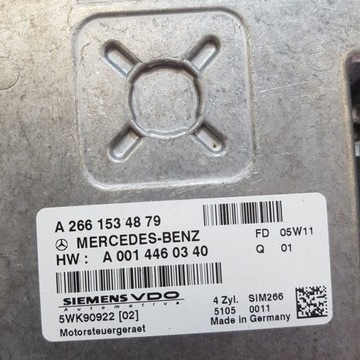 A 266 153 48 79
MERCEDES-BENZ
HW : A 001 446 03 40
FD 05W11
Q 01
SIEMENS VDO
Automotive
5WK90922 [02]
Motorsteuergeraet
4 Zyl. SIM266
5105 0011
Made in Germany